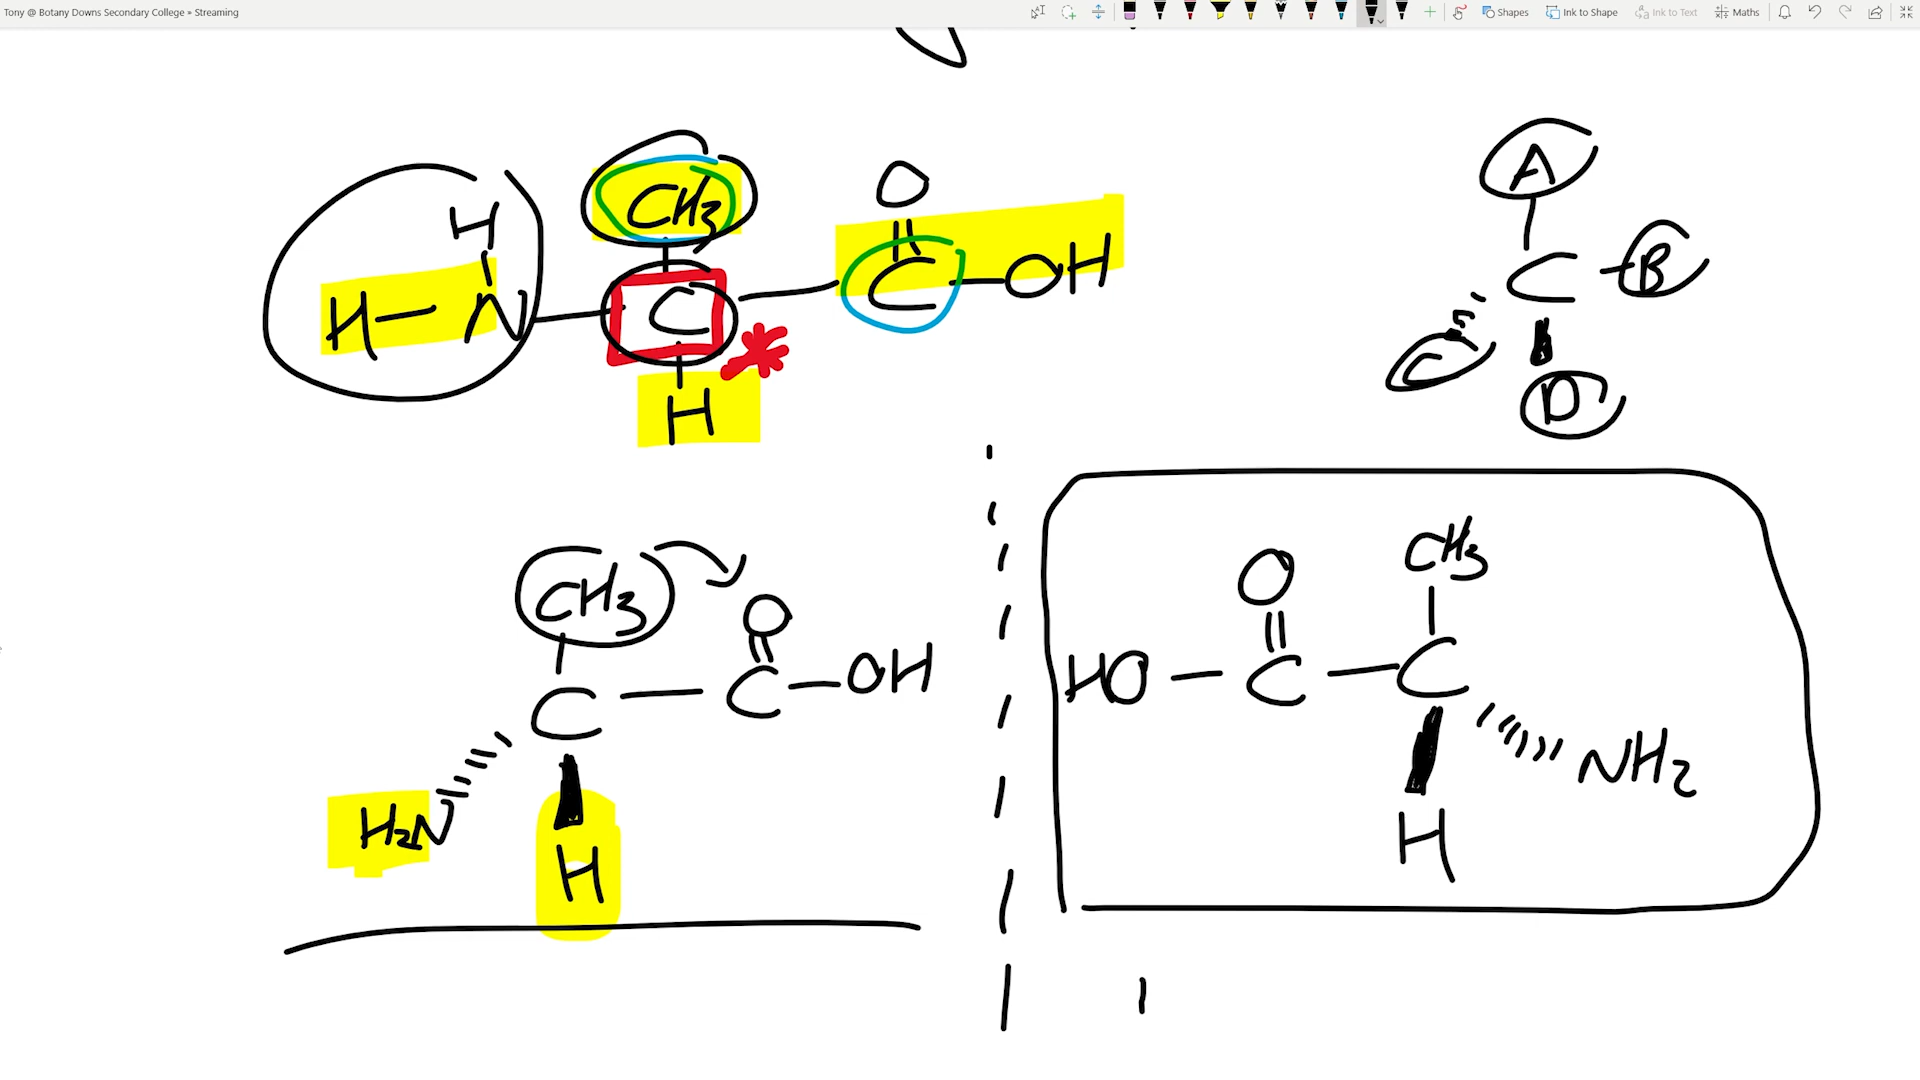 Tony @ Botany Downs Secondary College » Streaming
Shapes
Ink to Shape
Ink to Text
Maths
H
CH3
O
H — N — C — C — OH
H
A
C - B
C
D
CH3
O
C — C — OH
H2N
H
CH3
O
HO — C — C
NH2
H